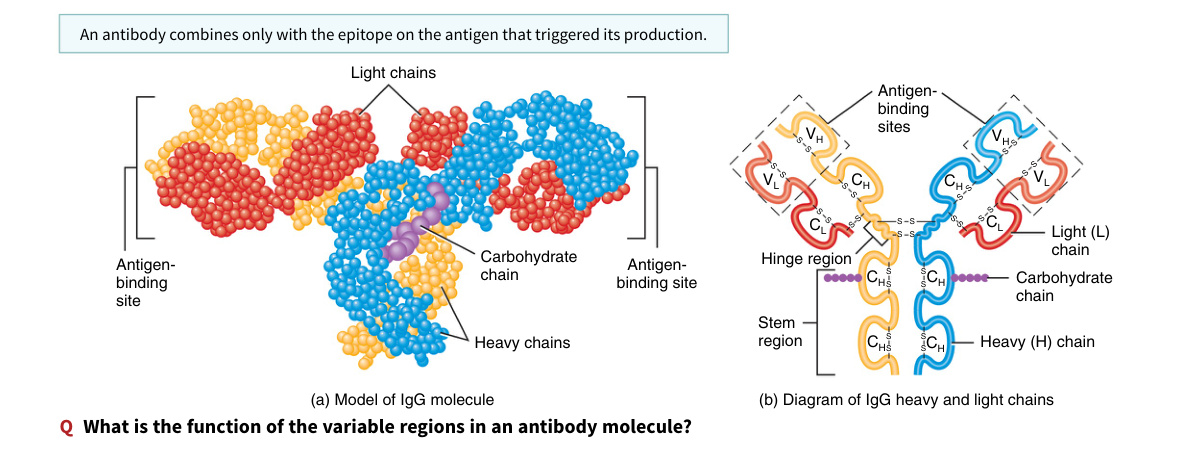 An antibody combines only with the epitope on the antigen that triggered its production.
Light chains
Antigen-
binding
site
Carbohydrate
chain
Heavy chains
Antigen-
binding site
(a) Model of IgG molecule
Antigen-
binding
sites
VH
VH
VL
VL
CH
CH
CL
CL
S-S
S-S
S-S
S-S
S-S
S-S
S-S
S-S
S-S
S-S
S-S
S-S
Hinge region
Light (L)
chain
CH
S-S
S-S
CH
Carbohydrate
chain
Stem
region
CH
S-S
S-S
CH
Heavy (H) chain
(b) Diagram of IgG heavy and light chains
Q What is the function of the variable regions in an antibody molecule?